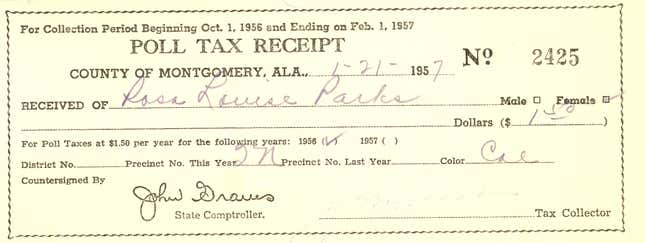 For Collection Period Beginning Oct. 1, 1956 and Ending on Feb. 1, 1957
POLL TAX RECEIPT
COUNTY OF MONTGOMERY, ALA., 1-21- 1957 No. 2425
RECEIVED OF Rosa Louise Parks Male ☐ Female ☑
Dollars ($ 1.50 )
For Poll Taxes at $1.50 per year for the following years: 1956 (✓) 1957 ( )
District No. Precinct No. This Year 2N Precinct No. Last Year Color Col
Countersigned By
John Graves
State Comptroller. Tax Collector